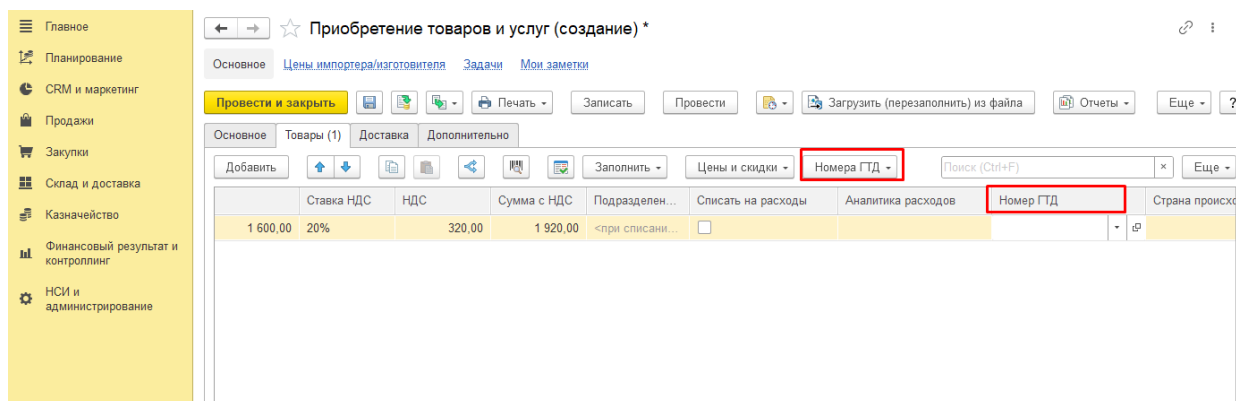 Главное
Планирование
CRM и маркетинг
Продажи
Закупки
Склад и доставка
Казначейство
Финансовый результат и
контроллинг
НСИ и
администрирование
Приобретение товаров и услуг (создание) *
Основное Цены импортера/изготовителя Задачи Мои заметки
Провести и закрыть Печать Записать Провести Загрузить (перезаполнить) из файла Отчеты Еще ?
Основное Товары (1) Доставка Дополнительно
Добавить Заполнить Цены и скидки Номера ГТД Поиск (Ctrl+F) × Еще
Ставка НДС НДС Сумма с НДС Подразделен... Списать на расходы Аналитика расходов Номер ГТД Страна происхо
1 600,00 20% 320,00 1 920,00 <при списани...